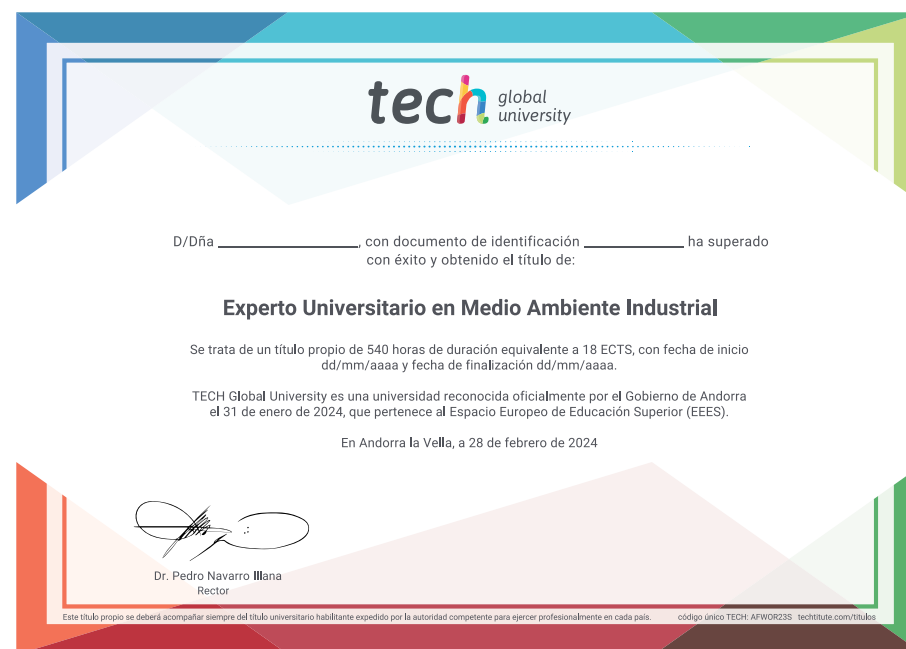 tech global university
D/Dña ____________________, con documento de identificación ______________ ha superado
con éxito y obtenido el título de:
Experto Universitario en Medio Ambiente Industrial
Se trata de un título propio de 540 horas de duración equivalente a 18 ECTS, con fecha de inicio
dd/mm/aaaa y fecha de finalización dd/mm/aaaa.
TECH Global University es una universidad reconocida oficialmente por el Gobierno de Andorra
el 31 de enero de 2024, que pertenece al Espacio Europeo de Educación Superior (EEES).
En Andorra la Vella, a 28 de febrero de 2024
Dr. Pedro Navarro Illana
Rector
Este título propio se deberá acompañar siempre del título universitario habilitante expedido por la autoridad competente para ejercer profesionalmente en cada país. código único TECH: AFWOR23S techtitute.com/titulos